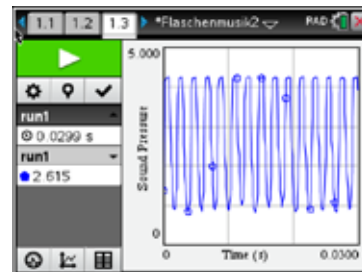 1.1 1.2 1.3 *Flaschenmusik2 RAD
run1
0.0299 s
run1
2.615
5.000
Sound Pressure
0
0 Time (s) 0.0300